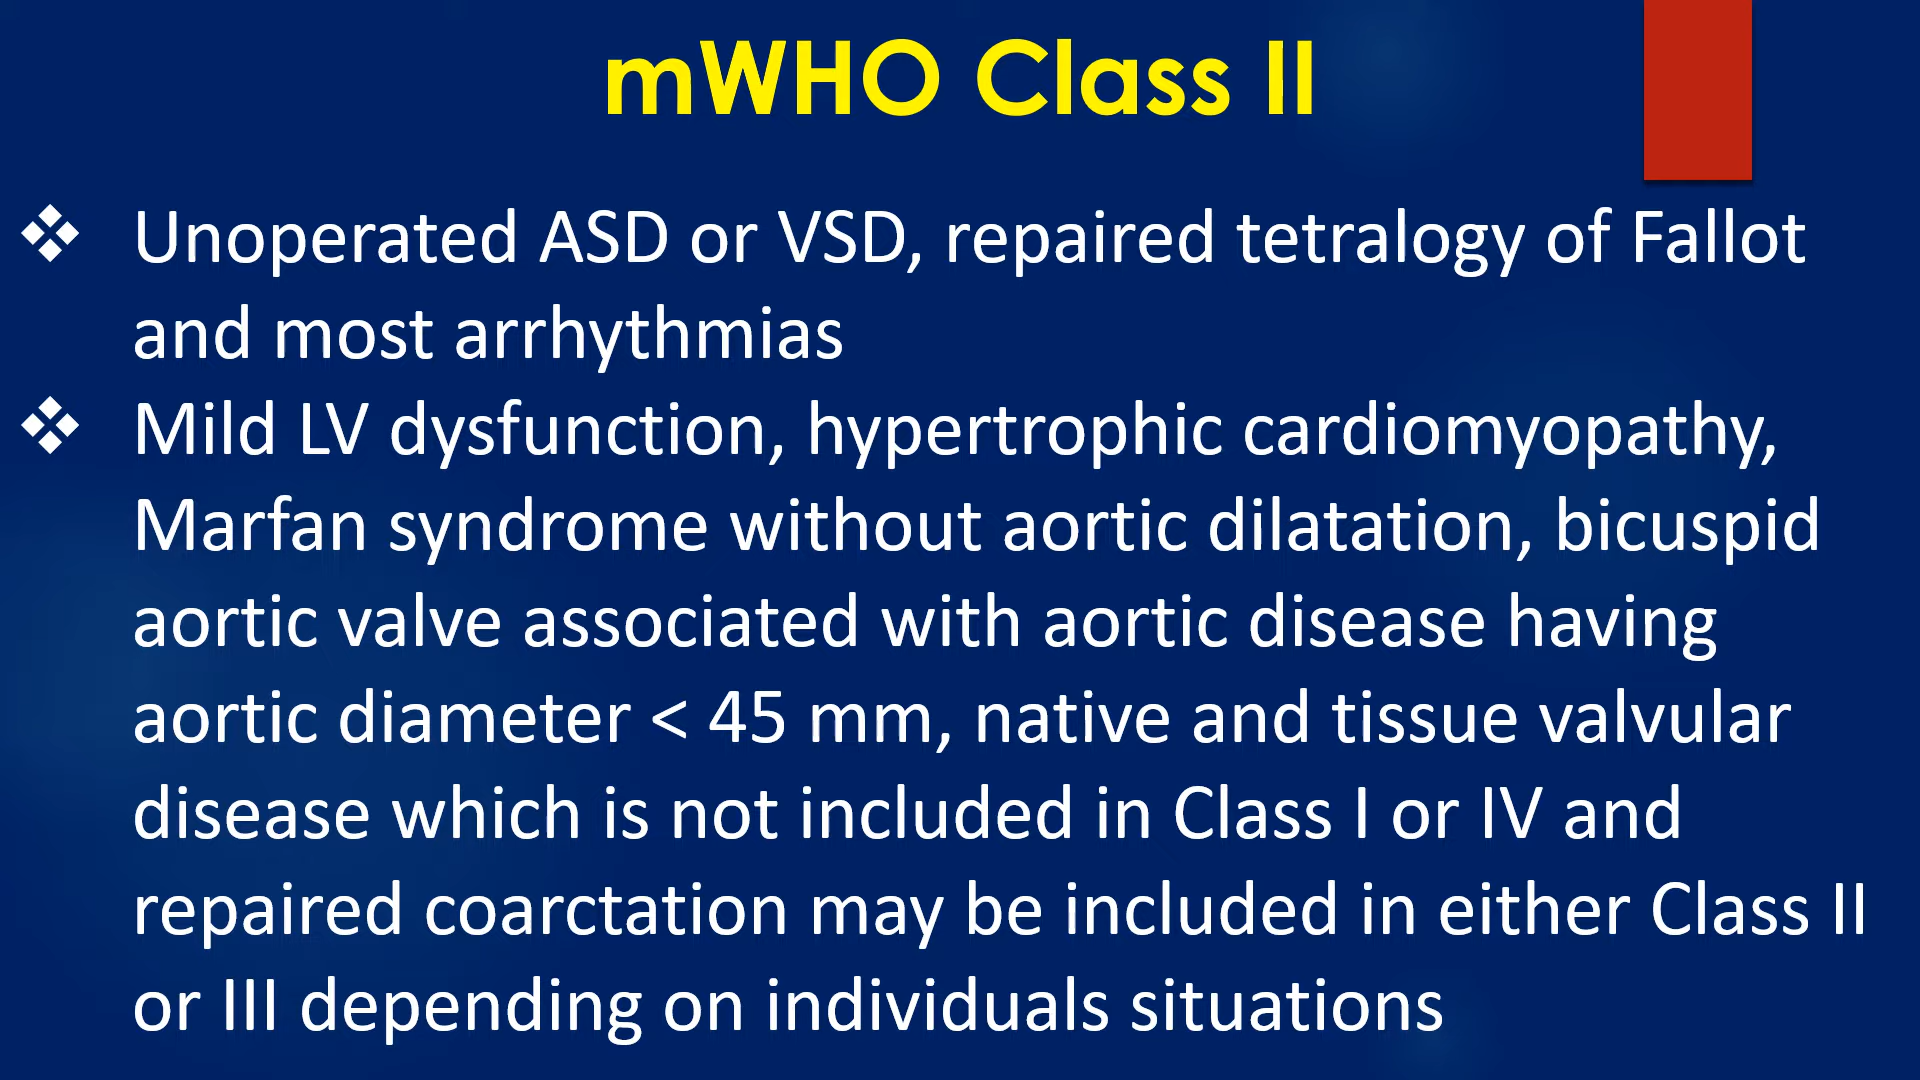 mWHO Class II
❖ Unoperated ASD or VSD, repaired tetralogy of Fallot
and most arrhythmias
❖ Mild LV dysfunction, hypertrophic cardiomyopathy,
Marfan syndrome without aortic dilatation, bicuspid
aortic valve associated with aortic disease having
aortic diameter < 45 mm, native and tissue valvular
disease which is not included in Class I or IV and
repaired coarctation may be included in either Class II
or III depending on individuals situations